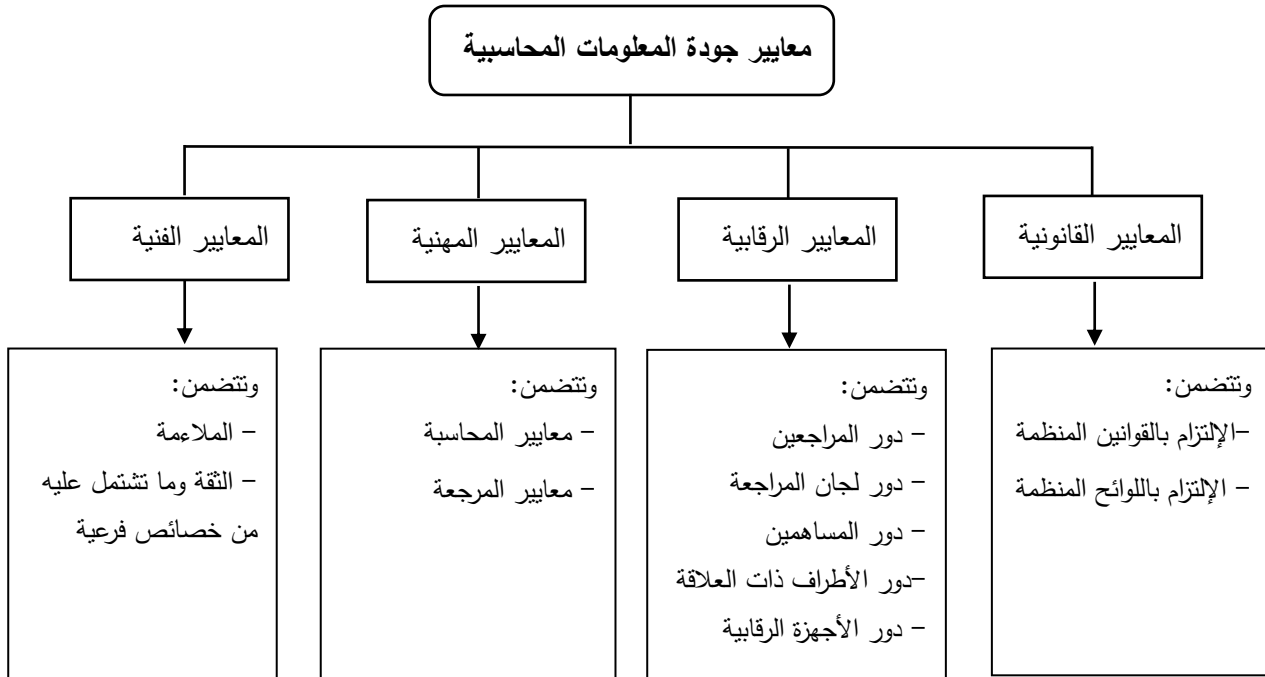 معايير جودة المعلومات المحاسبية
المعايير القانونية
المعايير الرقابية
المعايير المهنية
المعايير الفنية
وتتضمن:
-الإلتزام بالقوانين المنظمة
- الإلتزام باللوائح المنظمة
وتتضمن:
- دور المراجعين
- دور لجان المراجعة
- دور المساهمين
-دور الأطراف ذات العلاقة
- دور الأجهزة الرقابية
وتتضمن:
- معايير المحاسبة
- معايير المرجعة
وتتضمن:
- الملاءمة
- الثقة وما تشتمل عليه
من خصائص فرعية